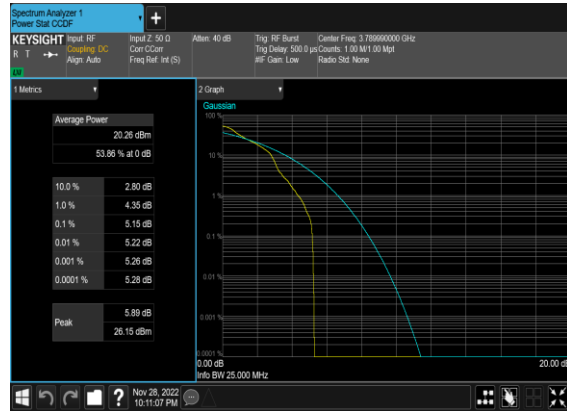 Spectrum Analyzer 1
Power Stat CCDF
KEYSIGHT
R T
Input: RF
Coupling: DC
Align: Auto
Input Z: 50 Ω
Corr CCorr
Freq Ref: Int (S)
Atten: 40 dB
Trig: RF Burst
Trig Delay: 500.0 µs
#IF Gain: Low
Center Freq: 3.789990000 GHz
Counts: 1.00 M/1.00 Mpt
Radio Std: None
1 Metrics
Average Power
20.26 dBm
53.86 % at 0 dB
10.0 % 2.80 dB
1.0 % 4.35 dB
0.1 % 5.15 dB
0.01 % 5.22 dB
0.001 % 5.26 dB
0.0001 % 5.28 dB
Peak
5.89 dB
26.15 dBm
2 Graph
Gaussian
100 %
10 %
1 %
0.1 %
0.01 %
0.001 %
0.0001 %
0.00 dB
20.00 dB
Info BW 25.000 MHz
?
Nov 28, 2022
10:11:07 PM